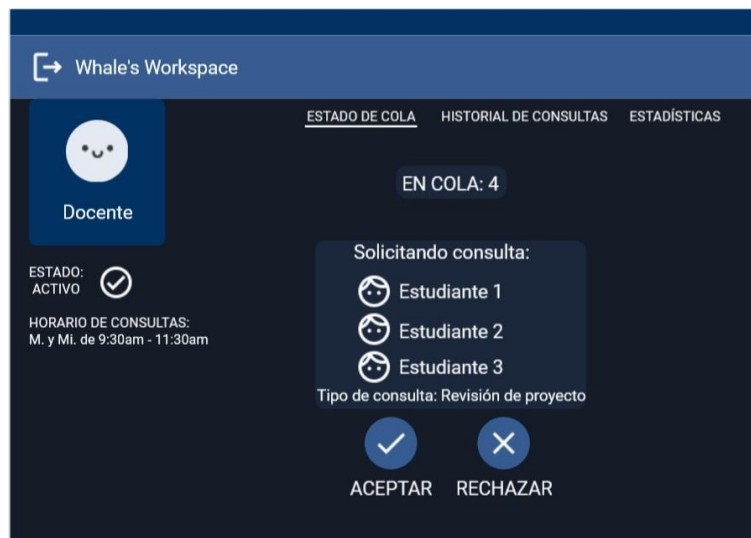 Whale's Workspace
ESTADO DE COLA HISTORIAL DE CONSULTAS ESTADÍSTICAS
Docente
ESTADO:
ACTIVO
HORARIO DE CONSULTAS:
M. y Mi. de 9:30am - 11:30am
EN COLA: 4
Solicitando consulta:
Estudiante 1
Estudiante 2
Estudiante 3
Tipo de consulta: Revisión de proyecto
ACEPTAR RECHAZAR